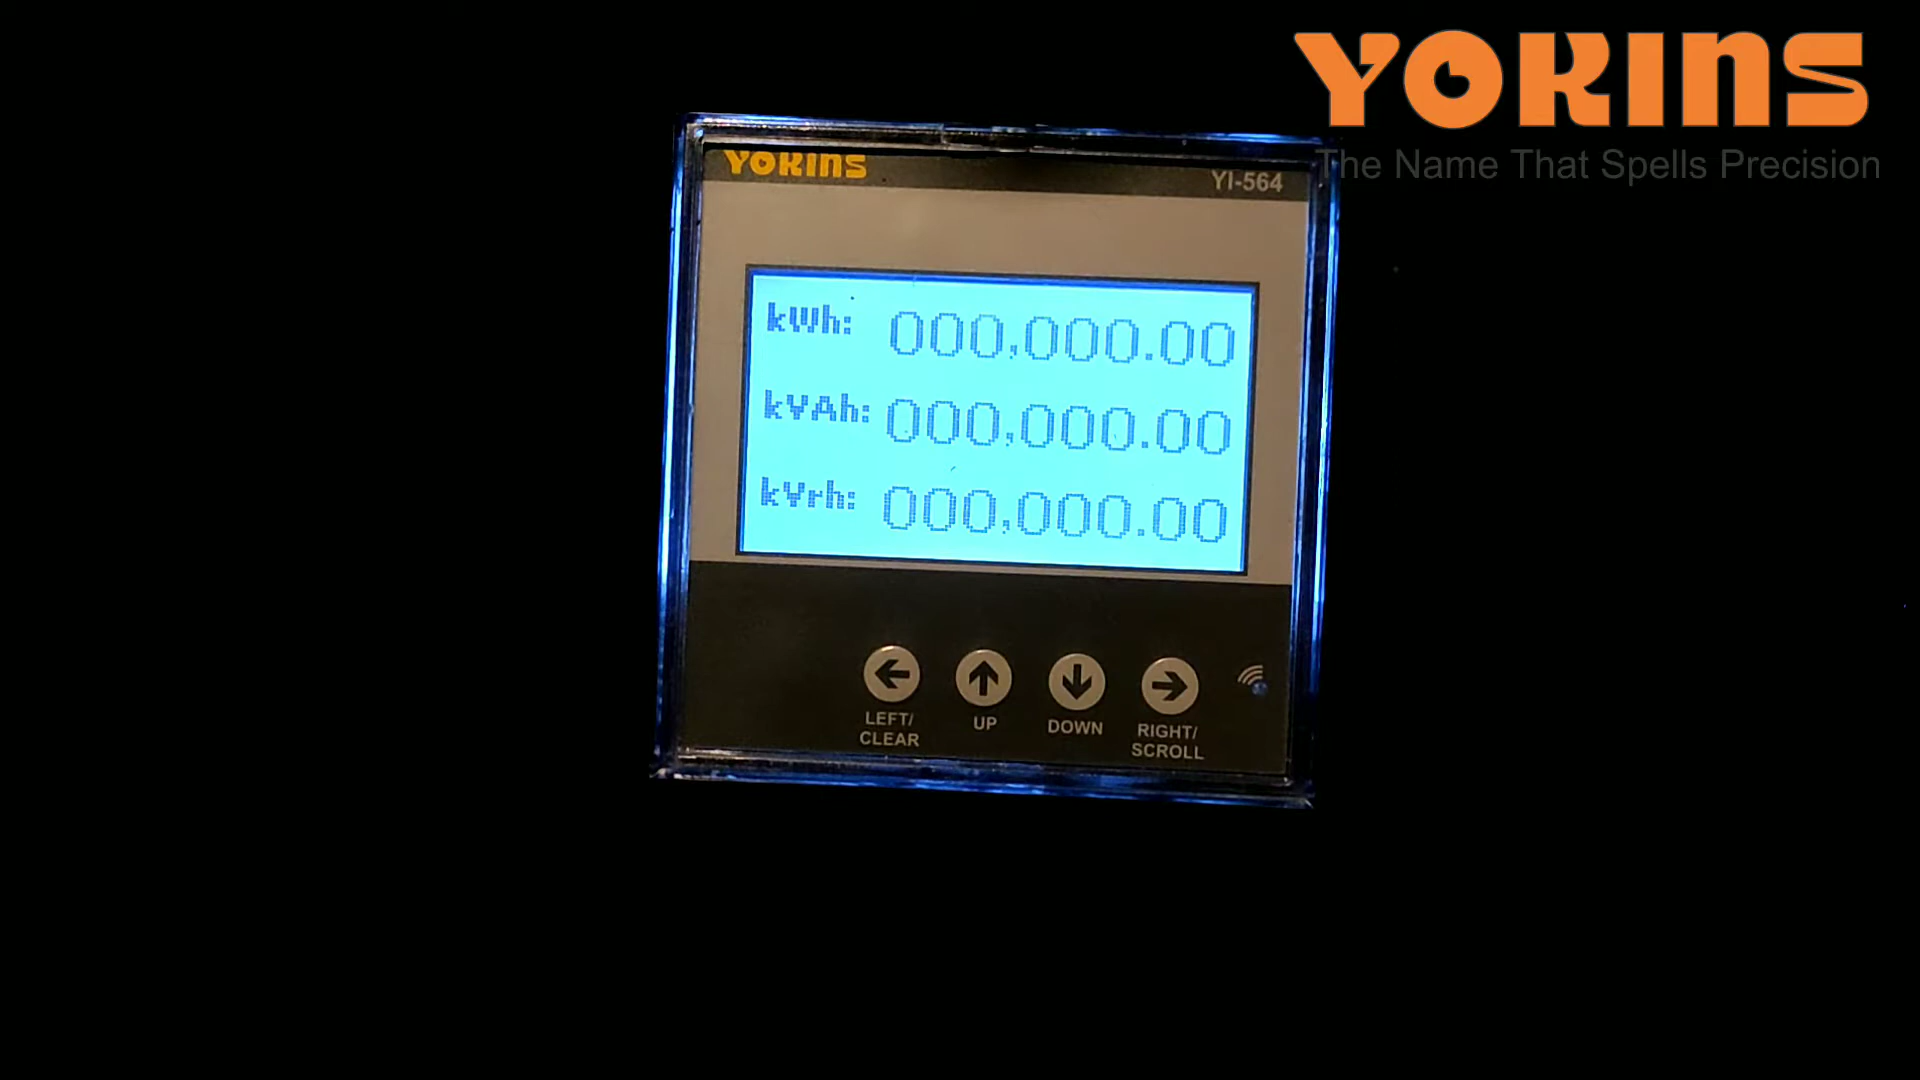 YOKINS
The Name That Spells Precision
YOKINS
YI-564
kWh: 000,000.00
kVAh: 000,000.00
kVrh: 000,000.00
LEFT/
CLEAR
UP
DOWN
RIGHT/
SCROLL